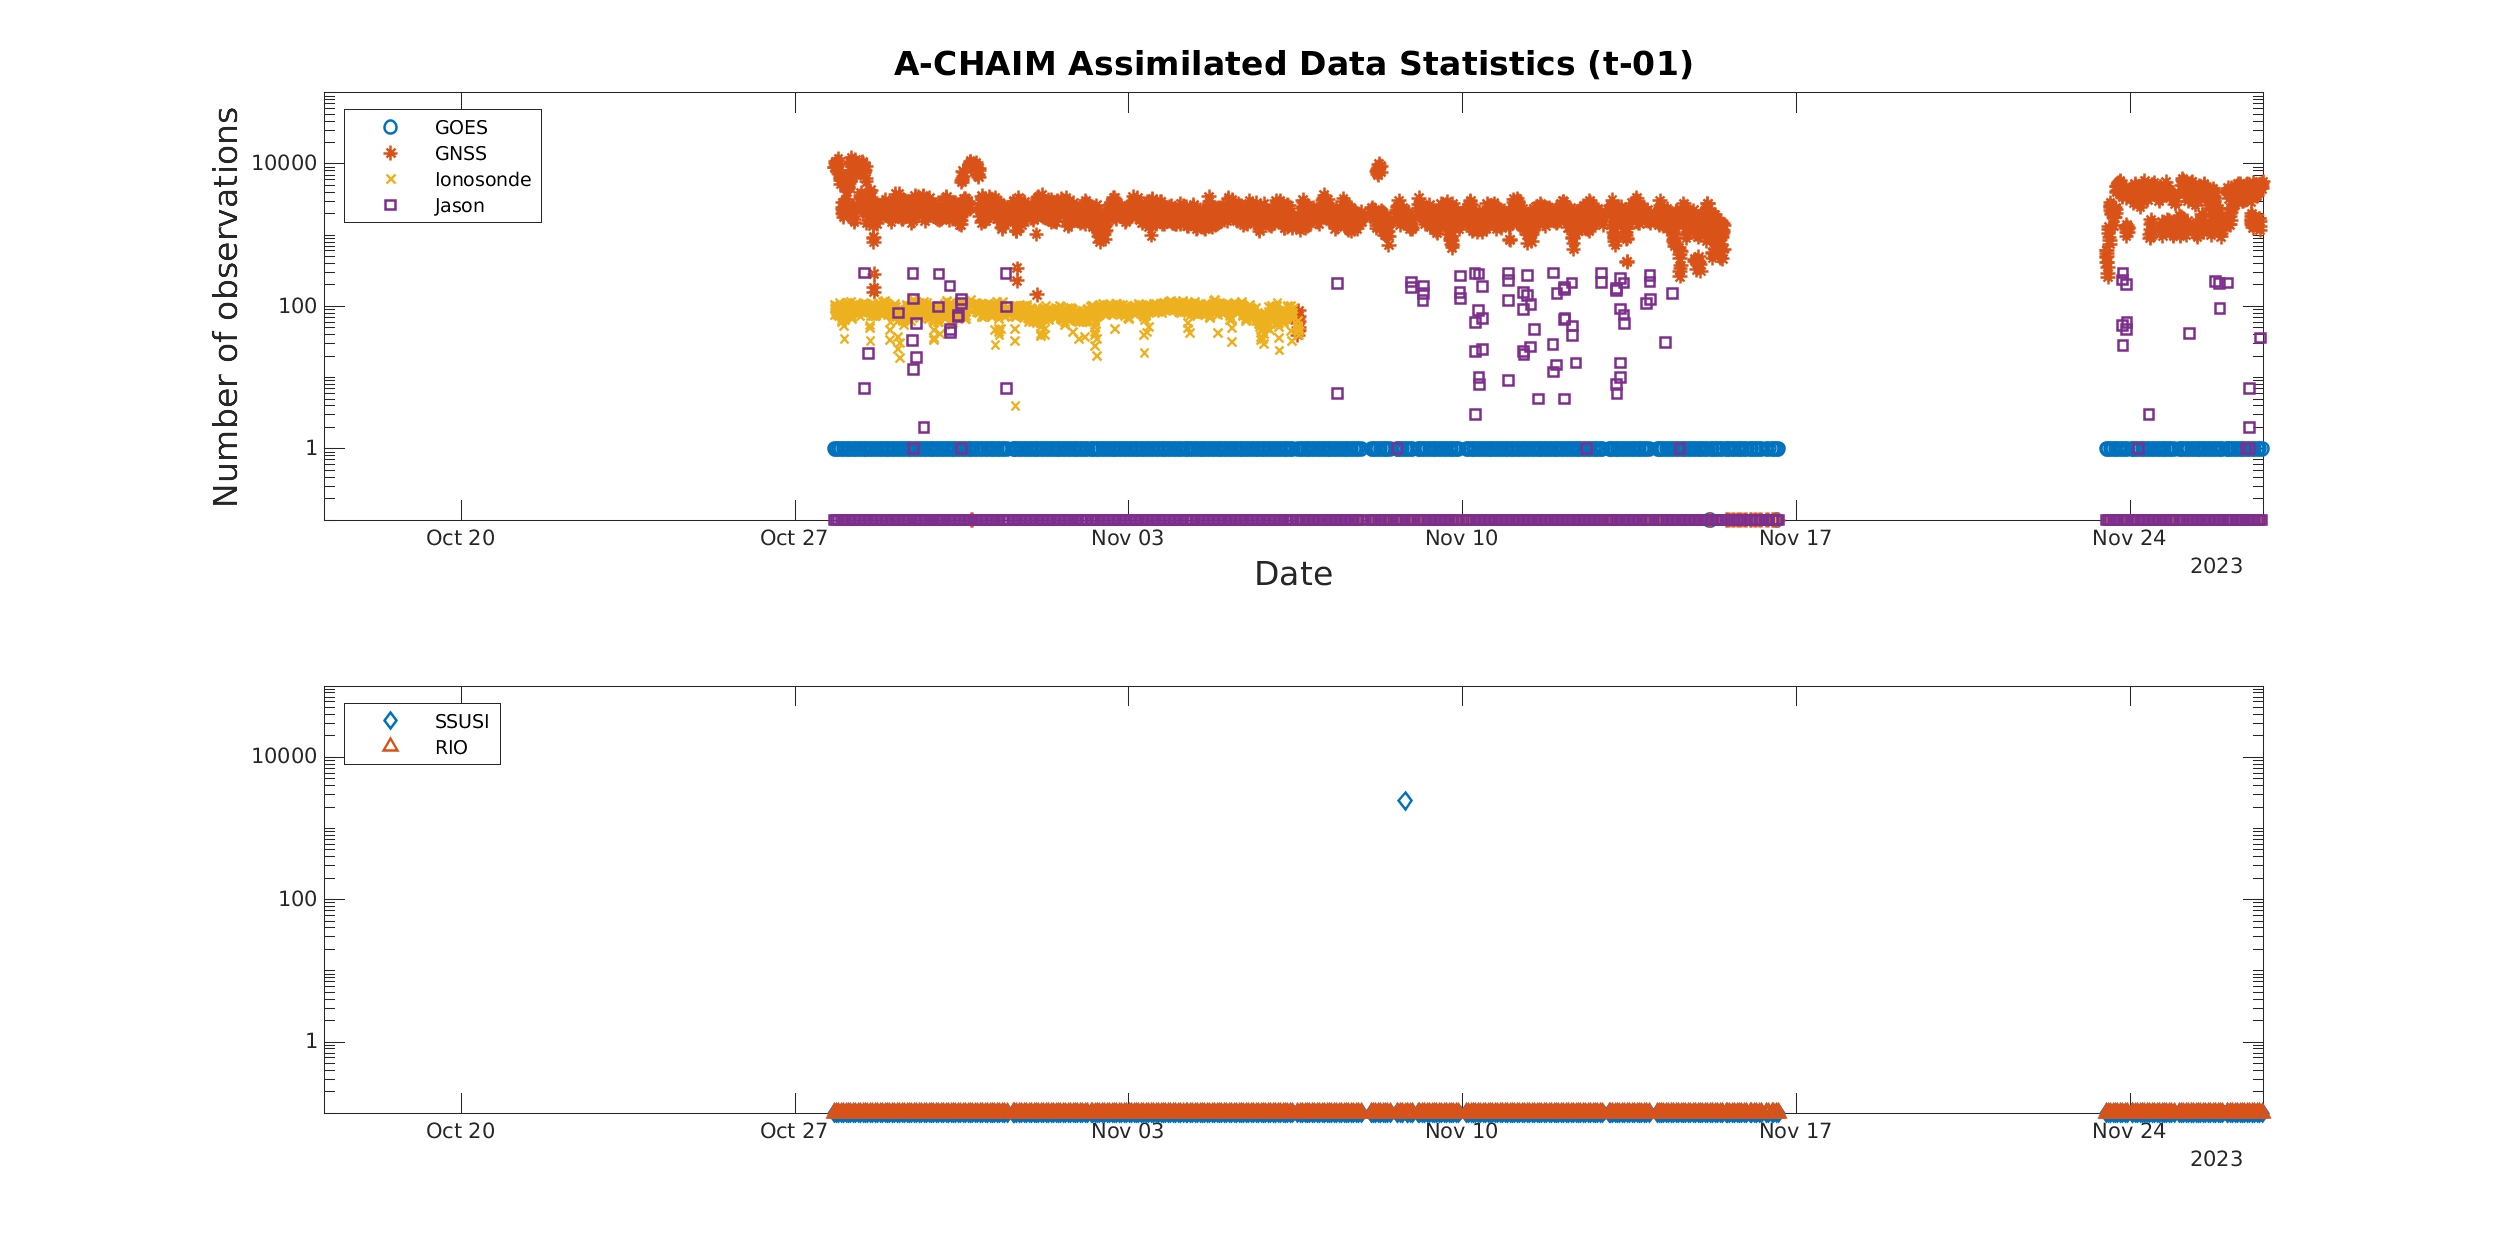 A-CHAIM Assimilated Data Statistics (t-01)
Number of observations
GOES
GNSS
Ionosonde
Jason
10000
100
1
Oct 20 Oct 27 Nov 03 Nov 10 Nov 17 Nov 24
2023
Date
SSUSI
RIO
10000
100
1
Oct 20 Oct 27 Nov 03 Nov 10 Nov 17 Nov 24
2023